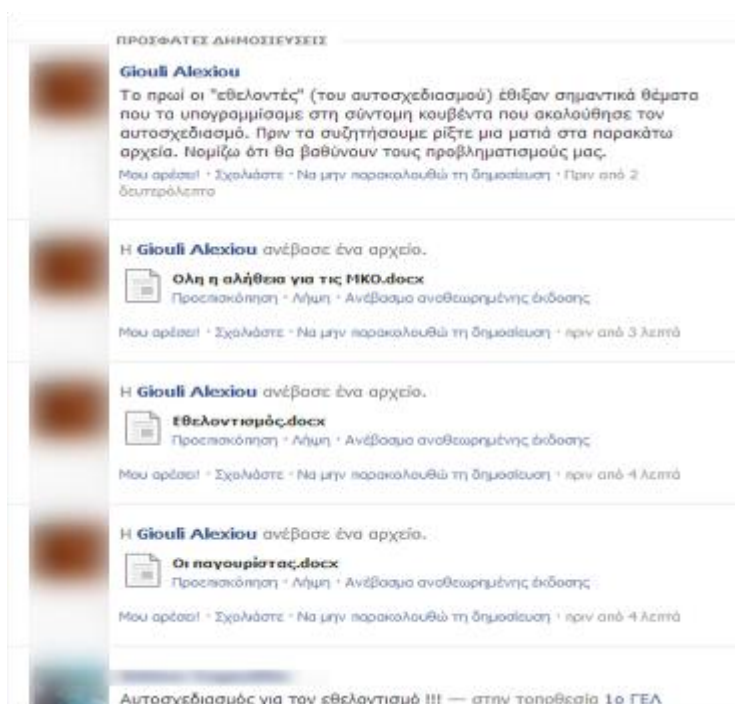 ΠΡΟΣΦΑΤΕΣ ΔΗΜΟΣΙΕΥΣΕΙΣ
Giouli Alexiou
Το πρωί οι "εθελοντές" (του αυτοσχεδιασμού) έθιξαν σημαντικά θέματα
που τα υπογραμμίσαμε στη σύντομη κουβέντα που ακολούθησε τον
αυτοσχεδιασμό. Πριν τα συζητήσουμε ρίξτε μια ματιά στα παρακάτω
αρχεία. Νομίζω ότι θα βαθύνουν τους προβληματισμούς μας.
Μου αρέσει! · Σχολιάστε · Να μην παρακολουθώ τη δημοσίευση · Πριν από 2
δευτερόλεπτα
Η Giouli Alexiou ανέβασε ένα αρχείο.
Ολη η αλήθεια για τις ΜΚΟ.docx
Προεπισκόπηση · Λήψη · Ανέβασμα αναθεωρημένης έκδοσης
Μου αρέσει! · Σχολιάστε · Να μην παρακολουθώ τη δημοσίευση · πριν από 3 λεπτά
Η Giouli Alexiou ανέβασε ένα αρχείο.
Εθελοντισμός.docx
Προεπισκόπηση · Λήψη · Ανέβασμα αναθεωρημένης έκδοσης
Μου αρέσει! · Σχολιάστε · Να μην παρακολουθώ τη δημοσίευση · πριν από 4 λεπτά
Η Giouli Alexiou ανέβασε ένα αρχείο.
Οι παγουρίστας.docx
Προεπισκόπηση · Λήψη · Ανέβασμα αναθεωρημένης έκδοσης
Μου αρέσει! · Σχολιάστε · Να μην παρακολουθώ τη δημοσίευση · πριν από 4 λεπτά
Αυτοσχεδιασμός για τον εθελοντισμό !!! — στην τοποθεσία 1ο ΓΕΛ